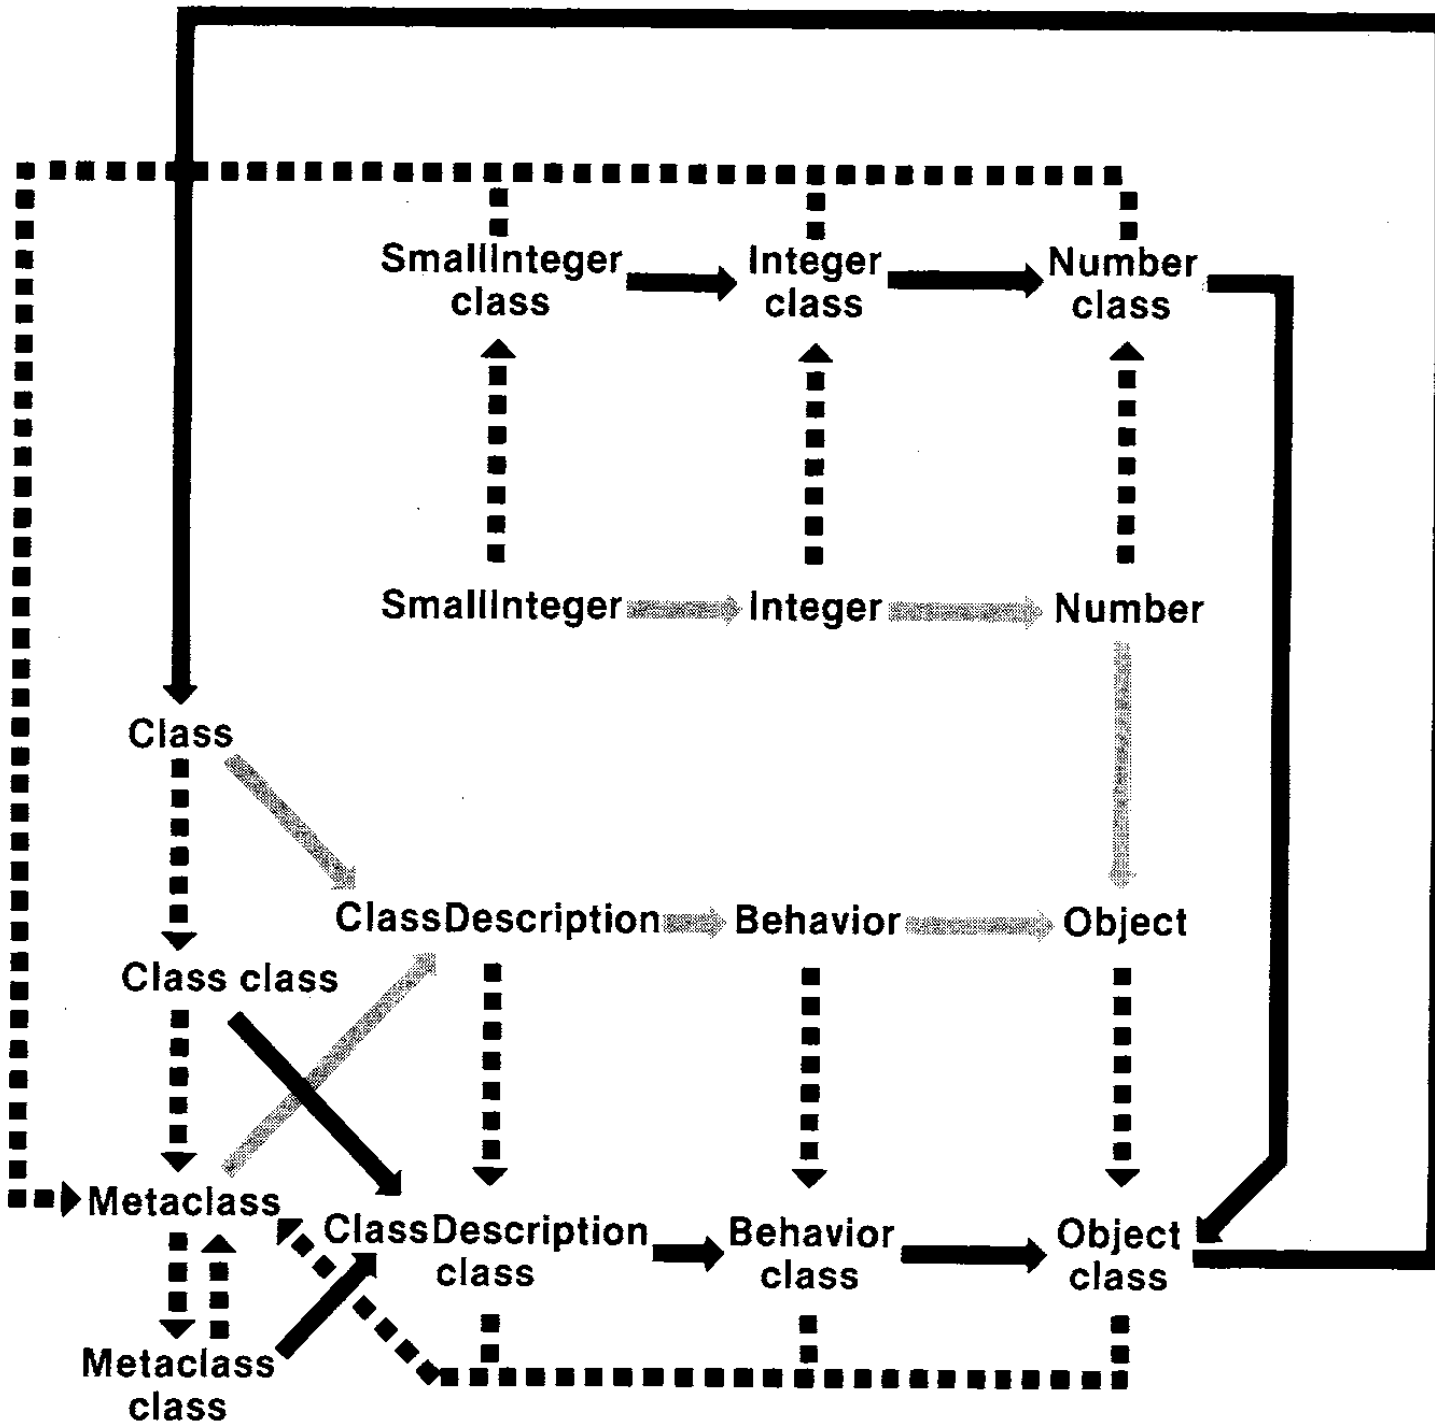 SmallInteger
class
Integer
class
Number
class
SmallInteger
Integer
Number
Class
ClassDescription
Behavior
Object
Class class
Metaclass
ClassDescription
class
Behavior
class
Object
class
Metaclass
class